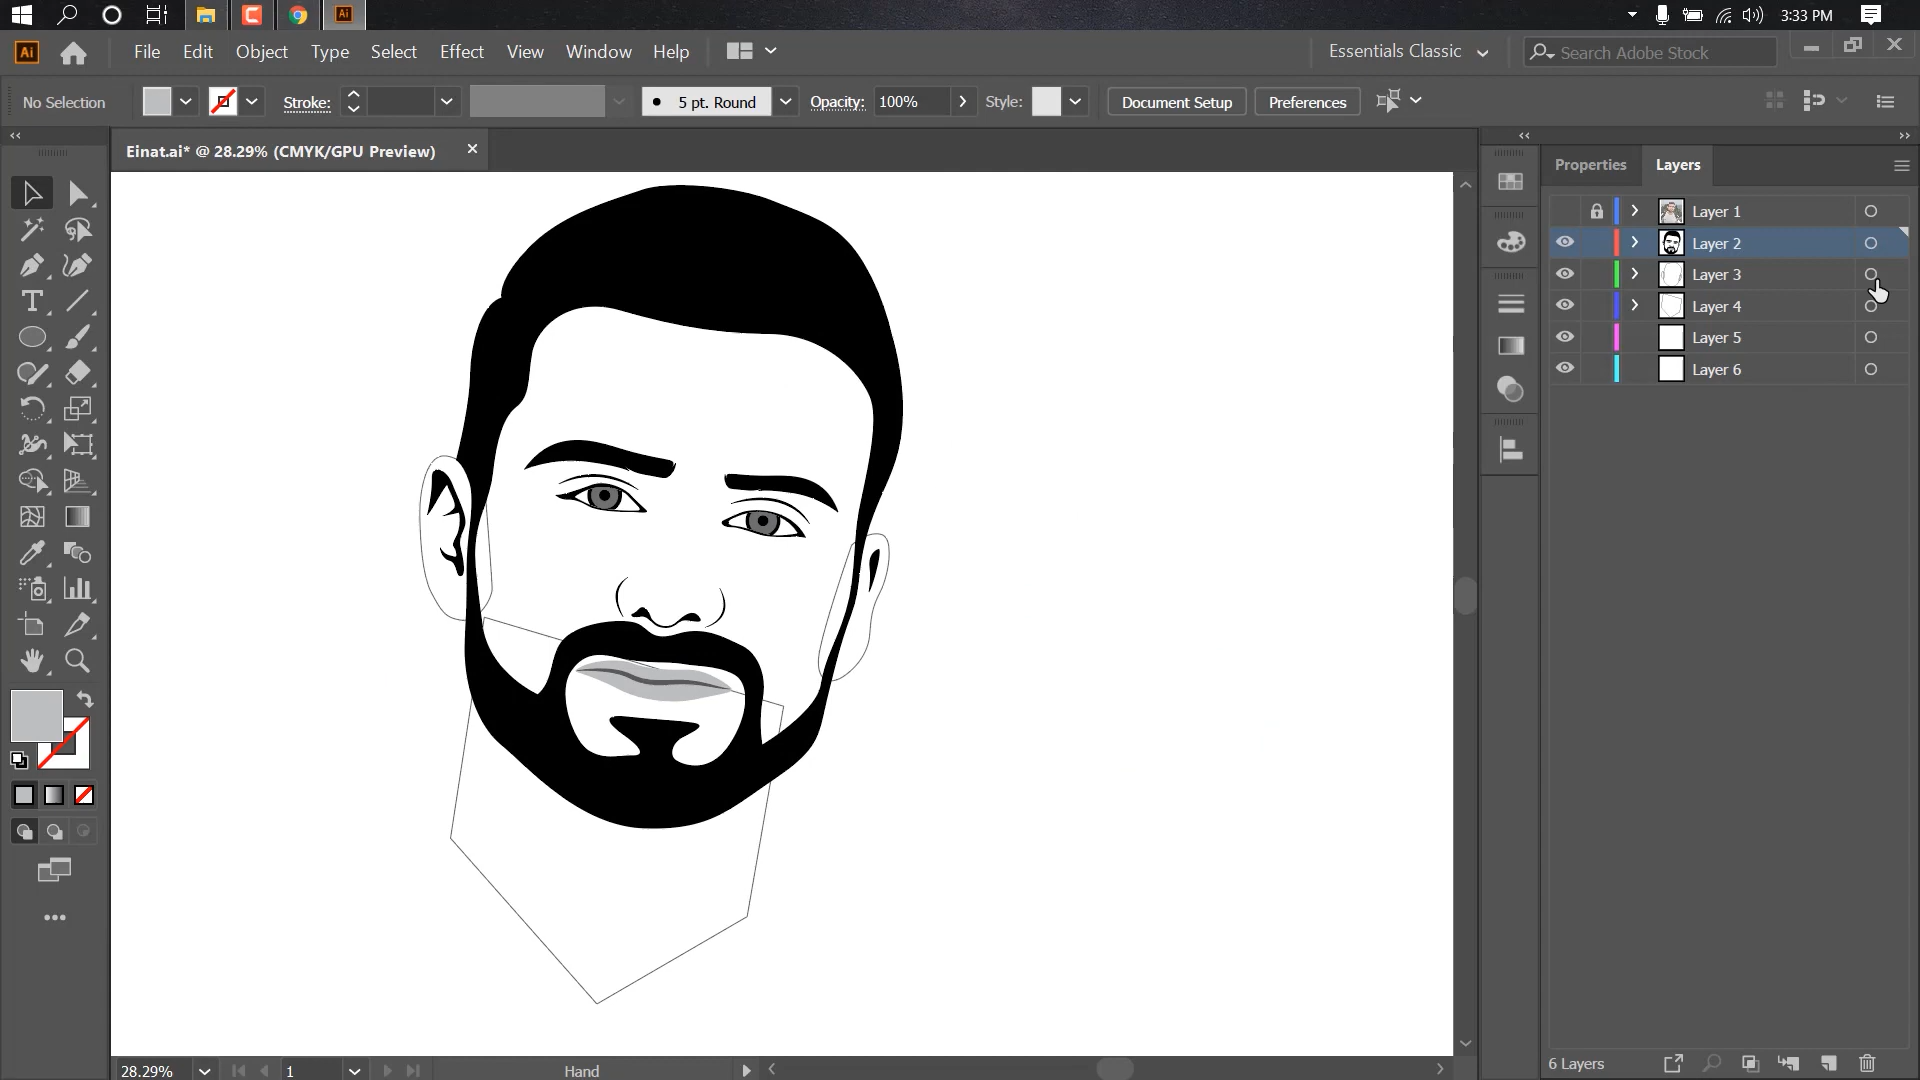 3:33 PM
Ai File Edit Object Type Select Effect View Window Help Essentials Classic Search Adobe Stock
No Selection Stroke: 5 pt. Round Opacity: 100% Style: Document Setup Preferences
Einat.ai* @ 28.29% (CMYK/GPU Preview)
Properties Layers
Layer 1
Layer 2
Layer 3
Layer 4
Layer 5
Layer 6
28.29% 1 Hand 6 Layers